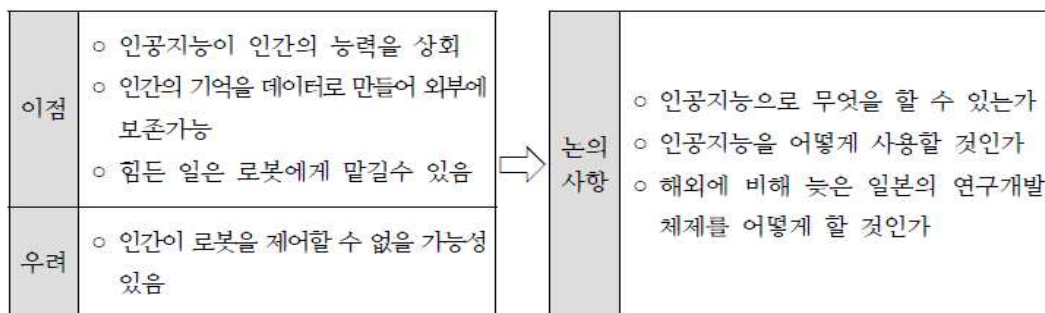 이점
○ 인공지능이 인간의 능력을 상회
○ 인간의 기억을 데이터로 만들어 외부에
보존가능
○ 힘든 일은 로봇에게 맡길수 있음
우려
○ 인간이 로봇을 제어할 수 없을 가능성
있음
논의
사항
○ 인공지능으로 무엇을 할 수 있는가
○ 인공지능을 어떻게 사용할 것인가
○ 해외에 비해 늦은 일본의 연구개발
체제를 어떻게 할 것인가